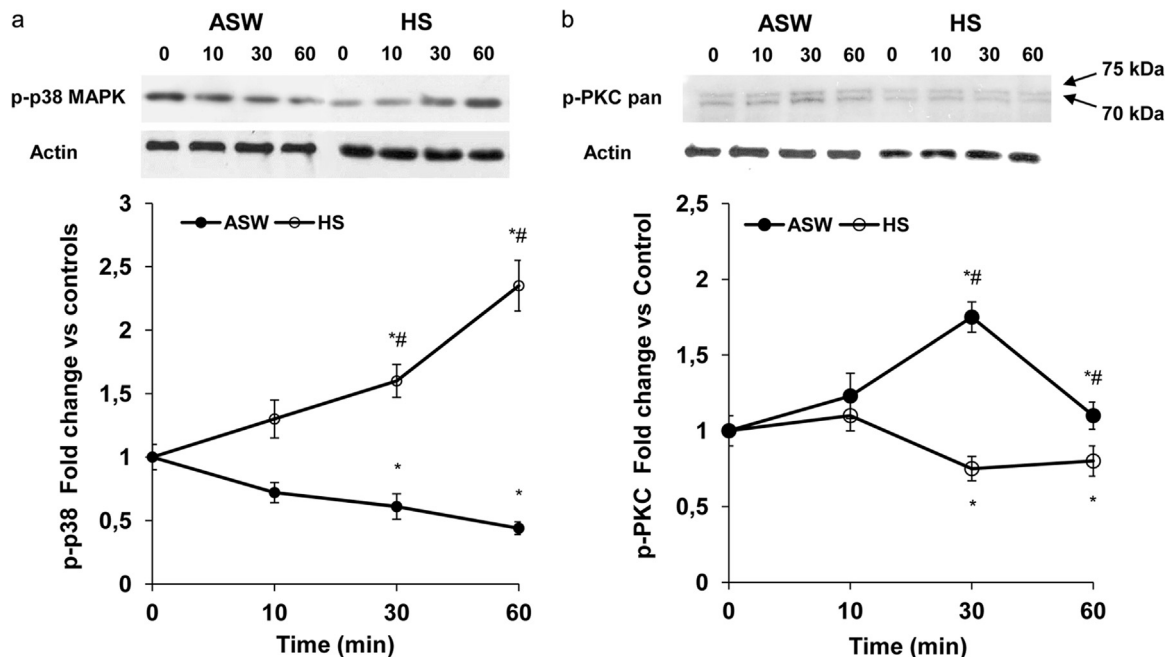 a
ASW HS
0 10 30 60 0 10 30 60
p-p38 MAPK
Actin
3
2,5
2
1,5
1
0,5
0
p-p38 Fold change vs controls
ASW HS
*#
*#
*
*
0 10 30 60
Time (min)
b
ASW HS
0 10 30 60 0 10 30 60
75 kDa
p-PKC pan
70 kDa
Actin
2,5
2
1,5
1
0,5
0
p-PKC Fold change vs Control
ASW HS
*#
*#
*
*
0 10 30 60
Time (min)